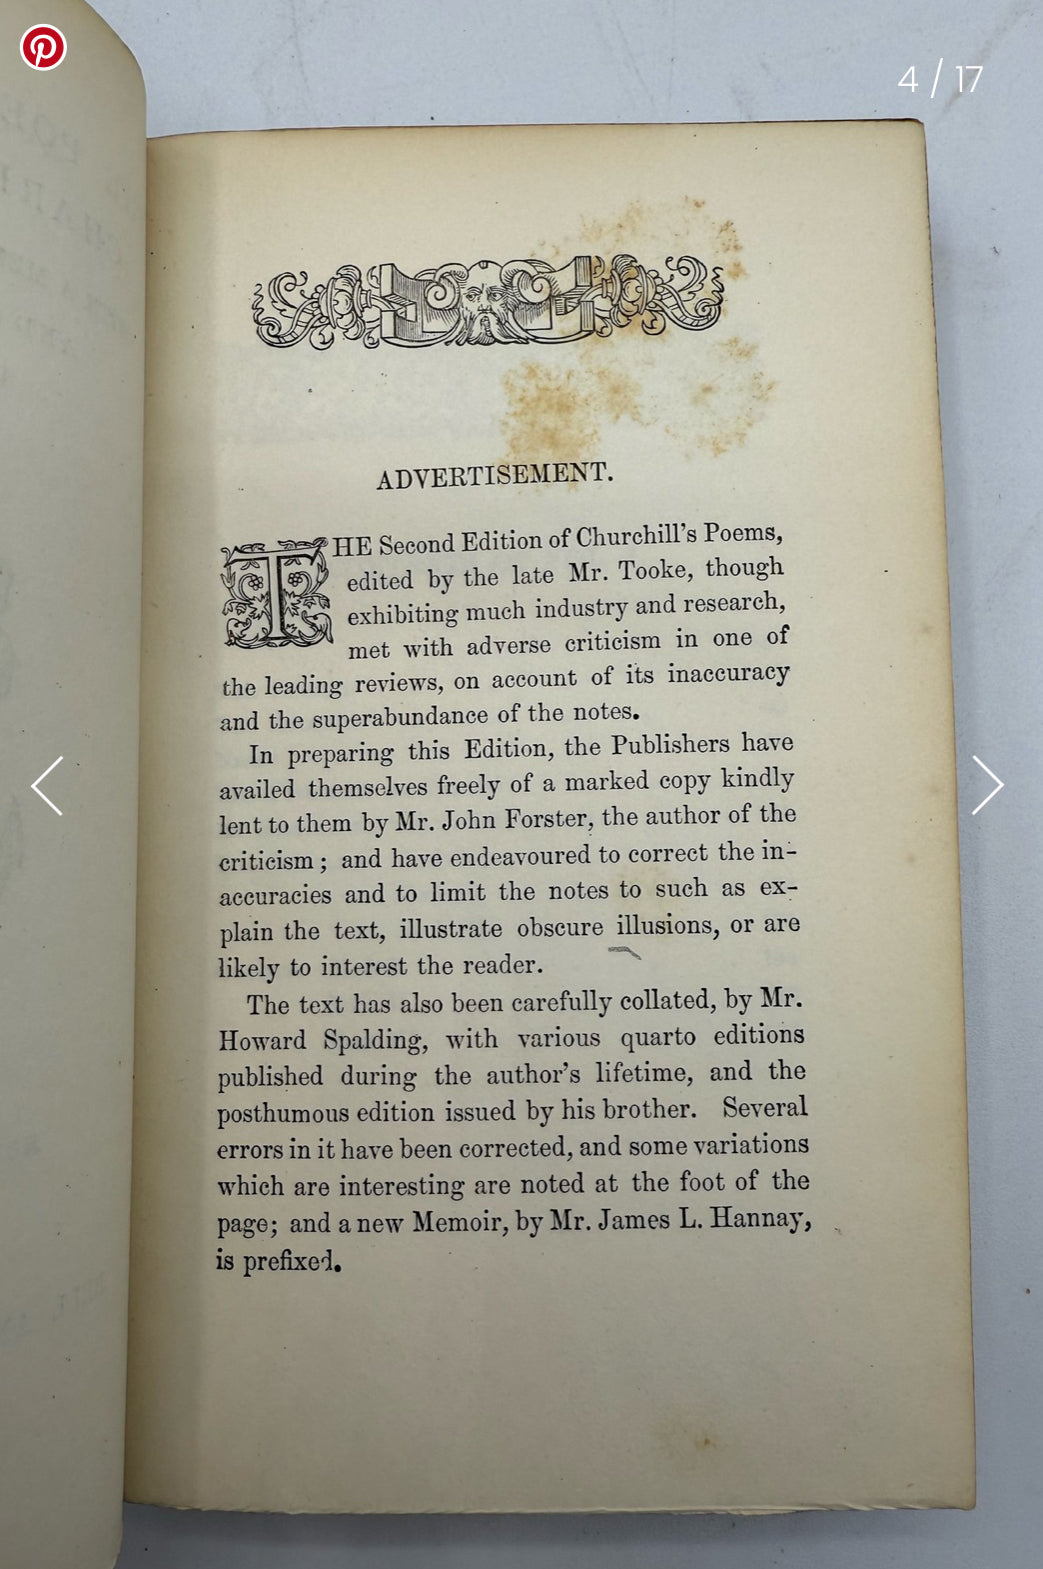 4 / 17
ADVERTISEMENT.
THE Second Edition of Churchill's Poems,
edited by the late Mr. Tooke, though
exhibiting much industry and research,
met with adverse criticism in one of
the leading reviews, on account of its inaccuracy
and the superabundance of the notes.
In preparing this Edition, the Publishers have
availed themselves freely of a marked copy kindly
lent to them by Mr. John Forster, the author of the
criticism; and have endeavoured to correct the in-
accuracies and to limit the notes to such as ex-
plain the text, illustrate obscure illusions, or are
likely to interest the reader.
The text has also been carefully collated, by Mr.
Howard Spalding, with various quarto editions
published during the author's lifetime, and the
posthumous edition issued by his brother. Several
errors in it have been corrected, and some variations
which are interesting are noted at the foot of the
page; and a new Memoir, by Mr. James L. Hannay,
is prefixed.